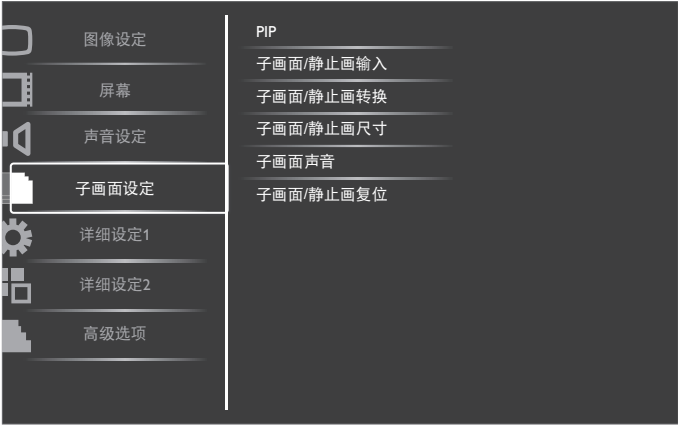 图像设定
屏幕
声音设定
子画面设定
详细设定1
详细设定2
高级选项
PIP
子画面/静止画输入
子画面/静止画转换
子画面/静止画尺寸
子画面声音
子画面/静止画复位